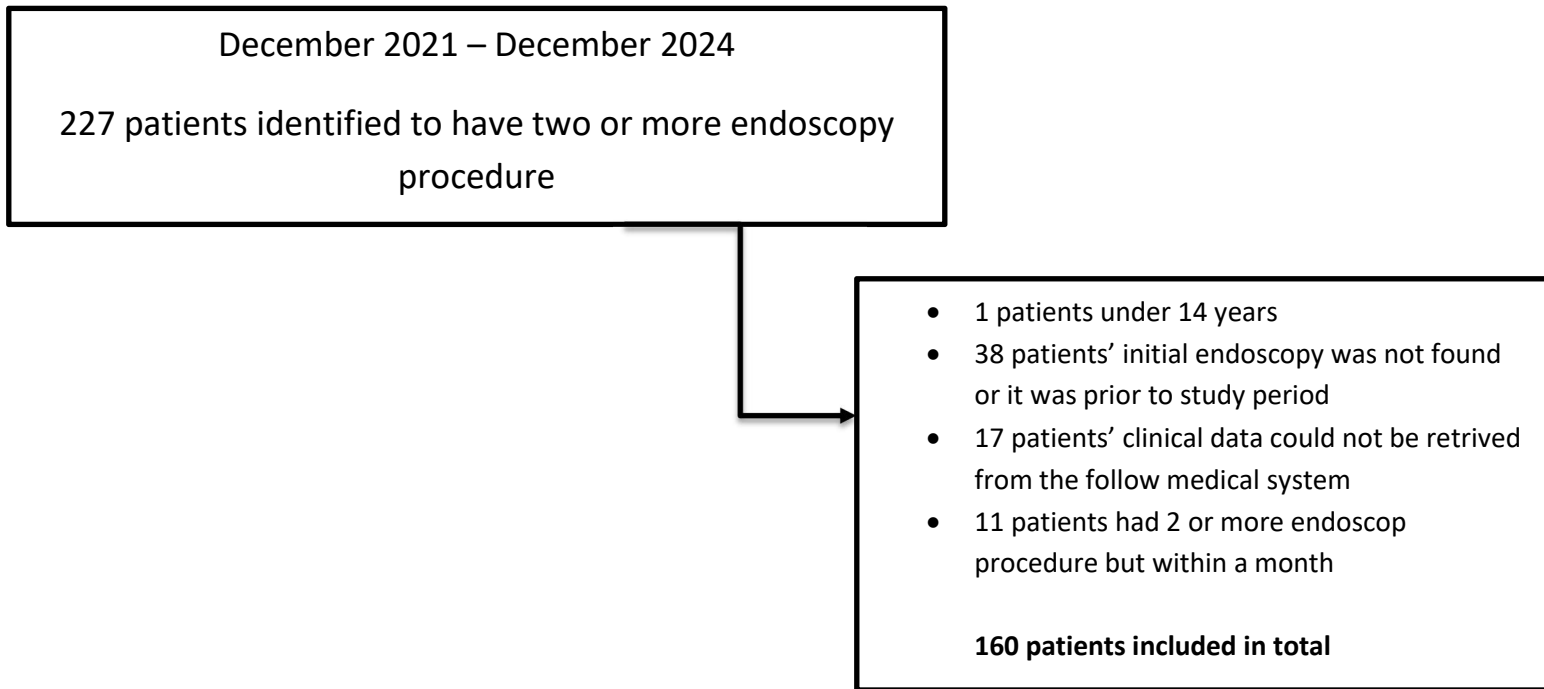 December 2021 – December 2024
227 patients identified to have two or more endoscopy
procedure
• 1 patients under 14 years
• 38 patients’ initial endoscopy was not found
or it was prior to study period
• 17 patients’ clinical data could not be retrived
from the follow medical system
• 11 patients had 2 or more endoscop
procedure but within a month
160 patients included in total